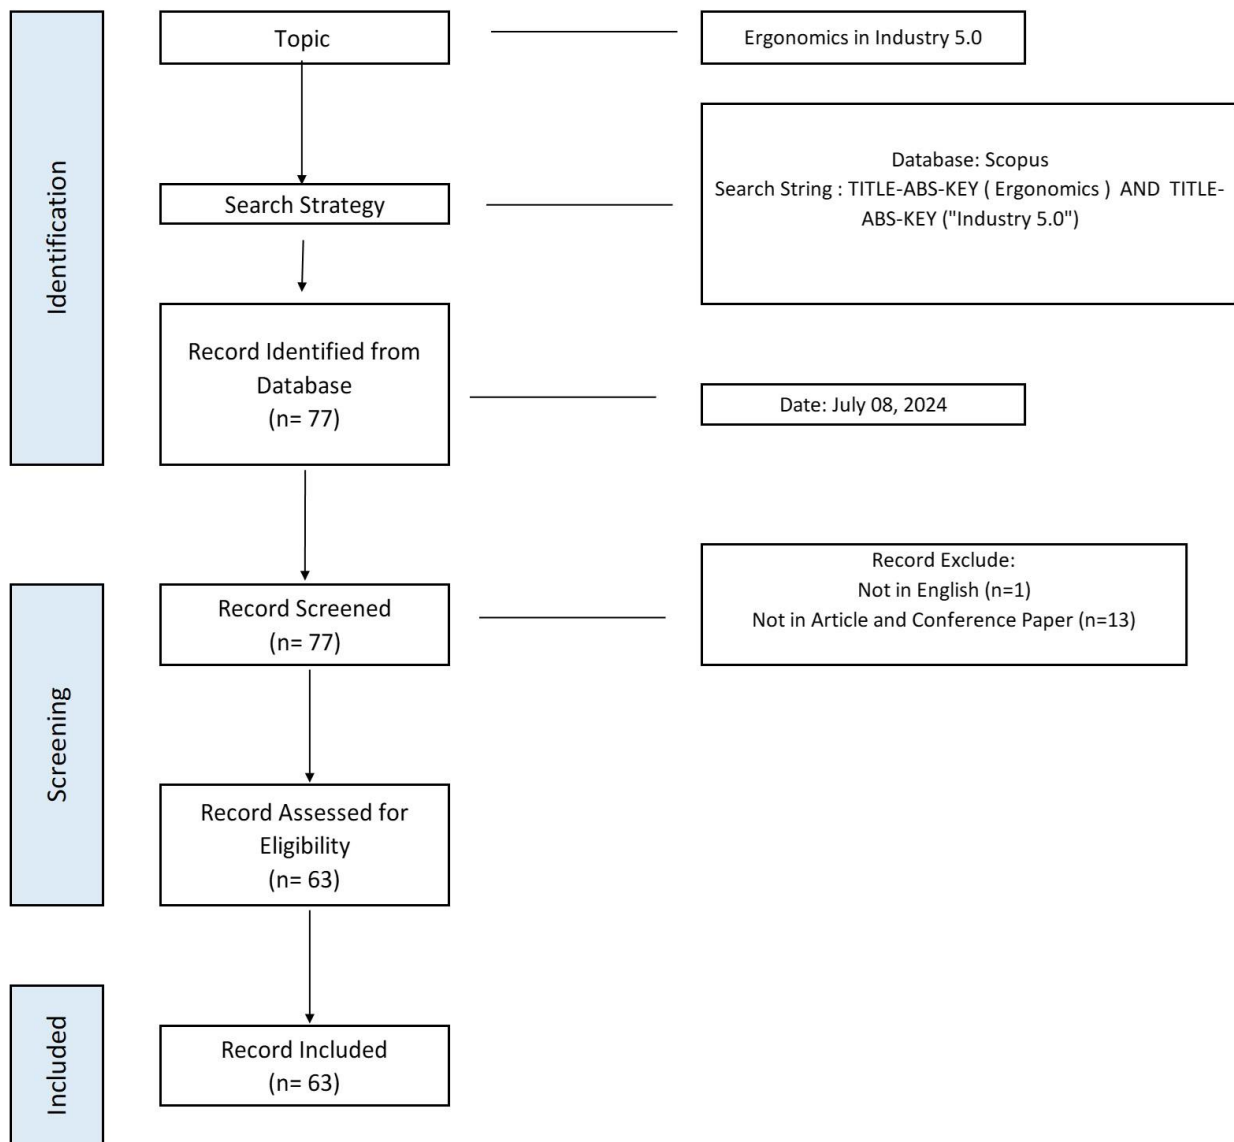 Identification
Topic
Ergonomics in Industry 5.0
Search Strategy
Database: Scopus
Search String : TITLE-ABS-KEY ( Ergonomics ) AND TITLE-
ABS-KEY ("Industry 5.0")
Record Identified from
Database
(n= 77)
Date: July 08, 2024
Screening
Record Screened
(n= 77)
Record Exclude:
Not in English (n=1)
Not in Article and Conference Paper (n=13)
Record Assessed for
Eligibility
(n= 63)
Included
Record Included
(n= 63)